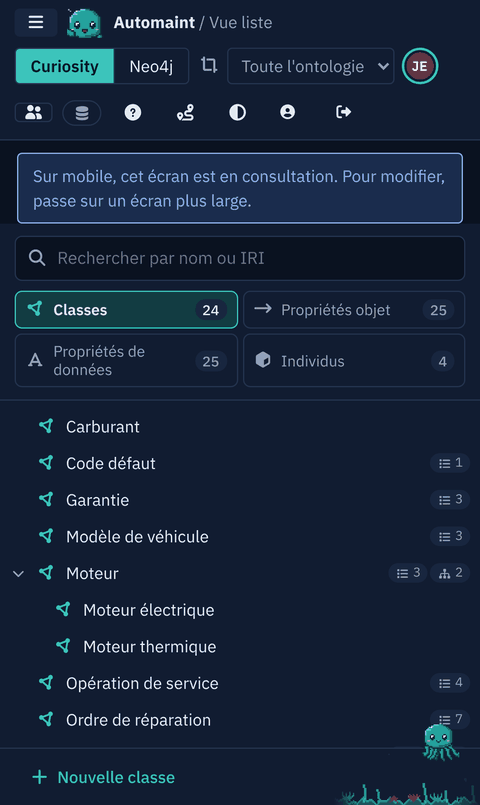 Automaint / Vue liste
Curiosity Neo4j Toute l'ontologie JE
Sur mobile, cet écran est en consultation. Pour modifier,
passe sur un écran plus large.
Rechercher par nom ou IRI
Classes 24 Propriétés objet 25
Propriétés de
données 25 Individus 4
Carburant
Code défaut 1
Garantie 3
Modèle de véhicule 3
Moteur 3 2
Moteur électrique
Moteur thermique
Opération de service 4
Ordre de réparation 7
+ Nouvelle classe